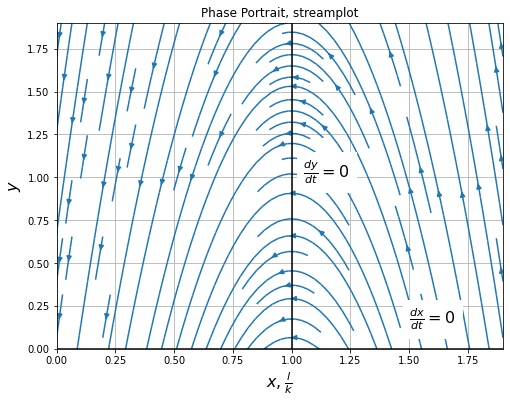 Phase Portrait, streamplot
1.75
1.50
1.25
1.00
0.75
0.50
0.25
0.00
y
dy/dt = 0
dx/dt = 0
0.00 0.25 0.50 0.75 1.00 1.25 1.50 1.75
x, l/k